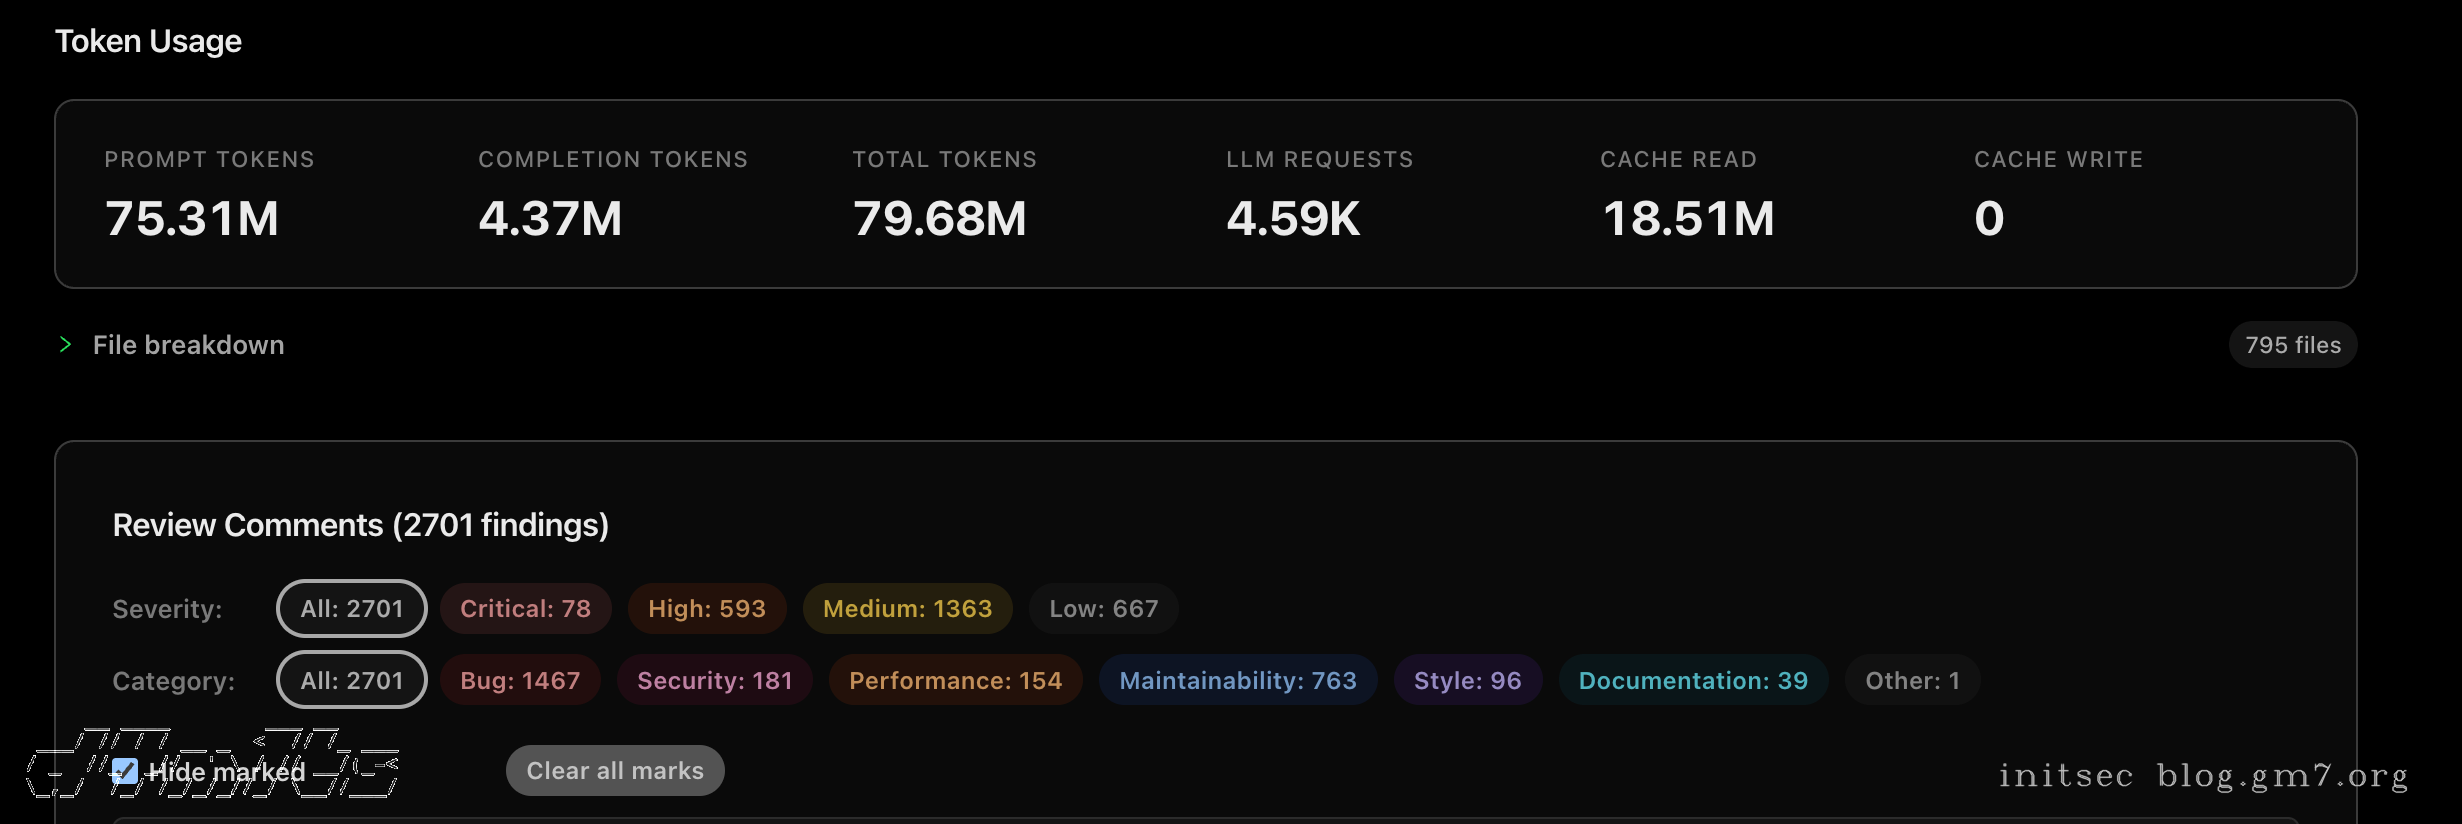 Token Usage
PROMPT TOKENS COMPLETION TOKENS TOTAL TOKENS LLM REQUESTS CACHE READ CACHE WRITE
75.31M 4.37M 79.68M 4.59K 18.51M 0
> File breakdown 795 files
Review Comments (2701 findings)
Severity: All: 2701 Critical: 78 High: 593 Medium: 1363 Low: 667
Category: All: 2701 Bug: 1467 Security: 181 Performance: 154 Maintainability: 763 Style: 96 Documentation: 39 Other: 1
Hide marked Clear all marks
initsec blog.gm7.org